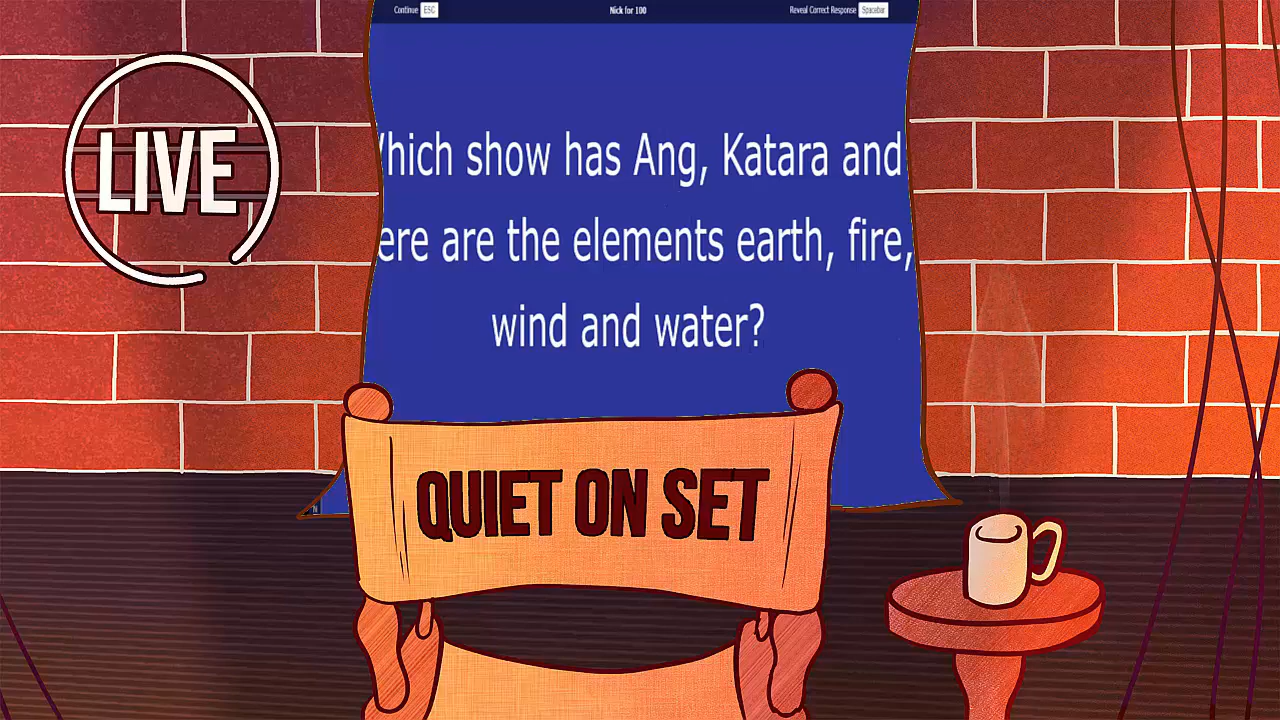 Continue ESC Nick for 100 Reveal Correct Response Spacebar
hich show has Ang, Katara and
ere are the elements earth, fire,
wind and water?
LIVE
QUIET ON SET